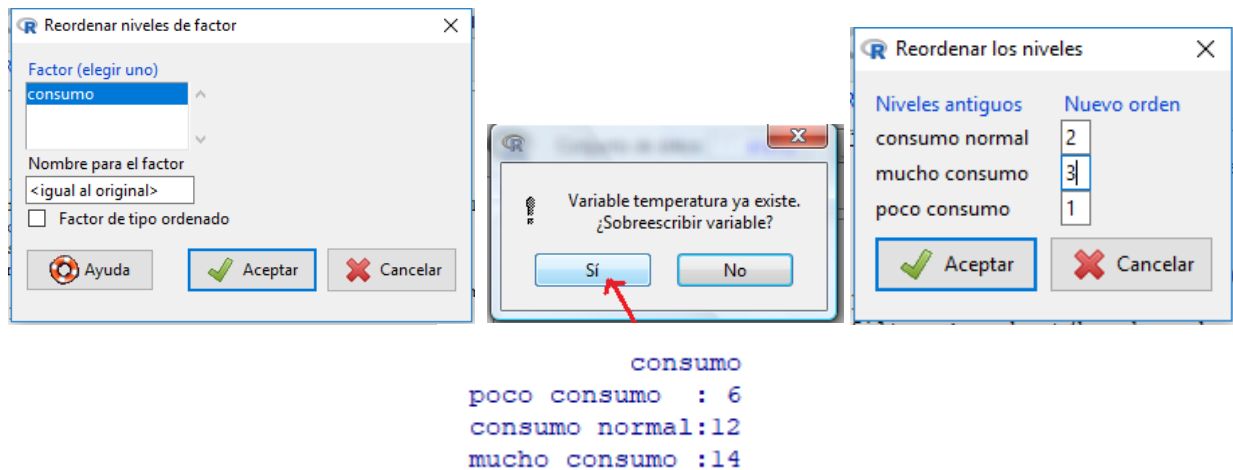 Reordenar niveles de factor
Factor (elegir uno)
consumo
Nombre para el factor
<igual al original>
Factor de tipo ordenado
Ayuda
Aceptar
Cancelar
Variable temperatura ya existe.
¿Sobreescribir variable?
Sí
No
Reordenar los niveles
Niveles antiguos Nuevo orden
consumo normal 2
mucho consumo 3
poco consumo 1
Aceptar
Cancelar
consumo
poco consumo : 6
consumo normal:12
mucho consumo :14